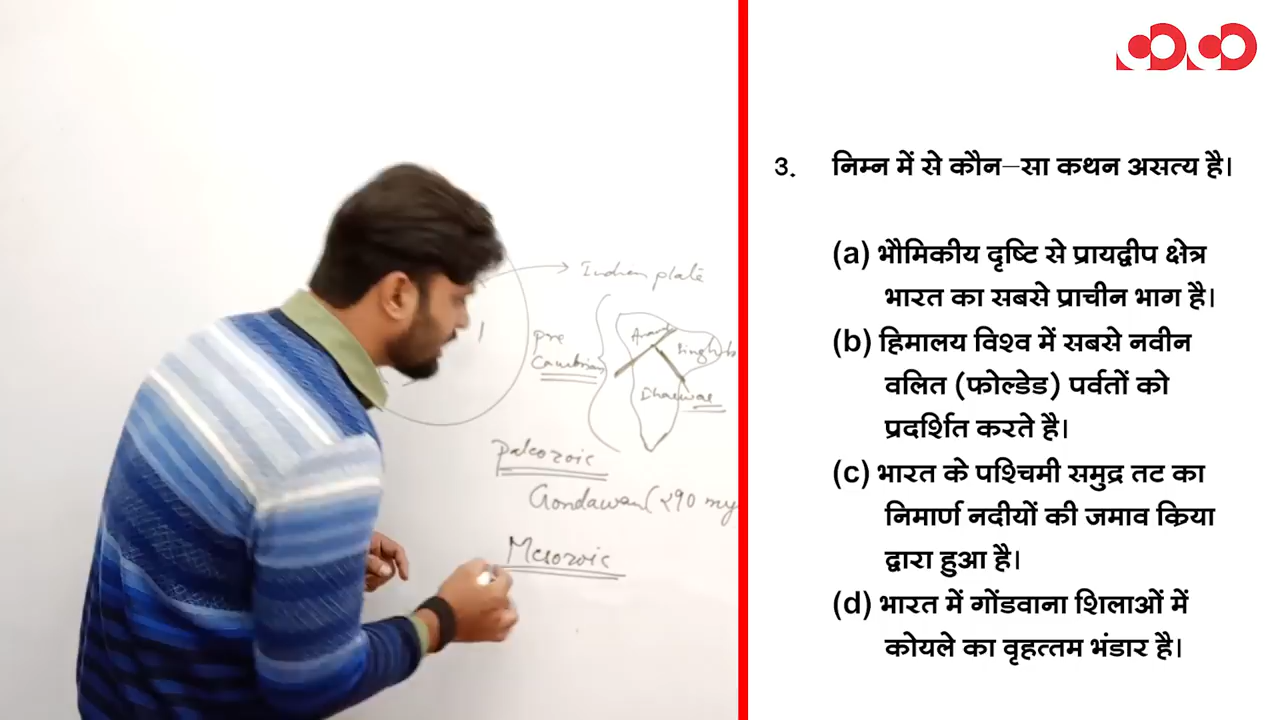 Indian plate
pre
Cambrian
Dharwar
Paleozoic
Gondawan (290 my
Mesozoic
3. निम्न में से कौन–सा कथन असत्य है।
(a) भौमिकीय दृष्टि से प्रायद्वीप क्षेत्र
भारत का सबसे प्राचीन भाग है।
(b) हिमालय विश्व में सबसे नवीन
वलित (फोल्डेड) पर्वतों को
प्रदर्शित करते है।
(c) भारत के पश्चिमी समुद्र तट का
निमार्ण नदीयों की जमाव क्रिया
द्वारा हुआ है।
(d) भारत में गोंडवाना शिलाओं में
कोयले का वृहत्तम भंडार है।